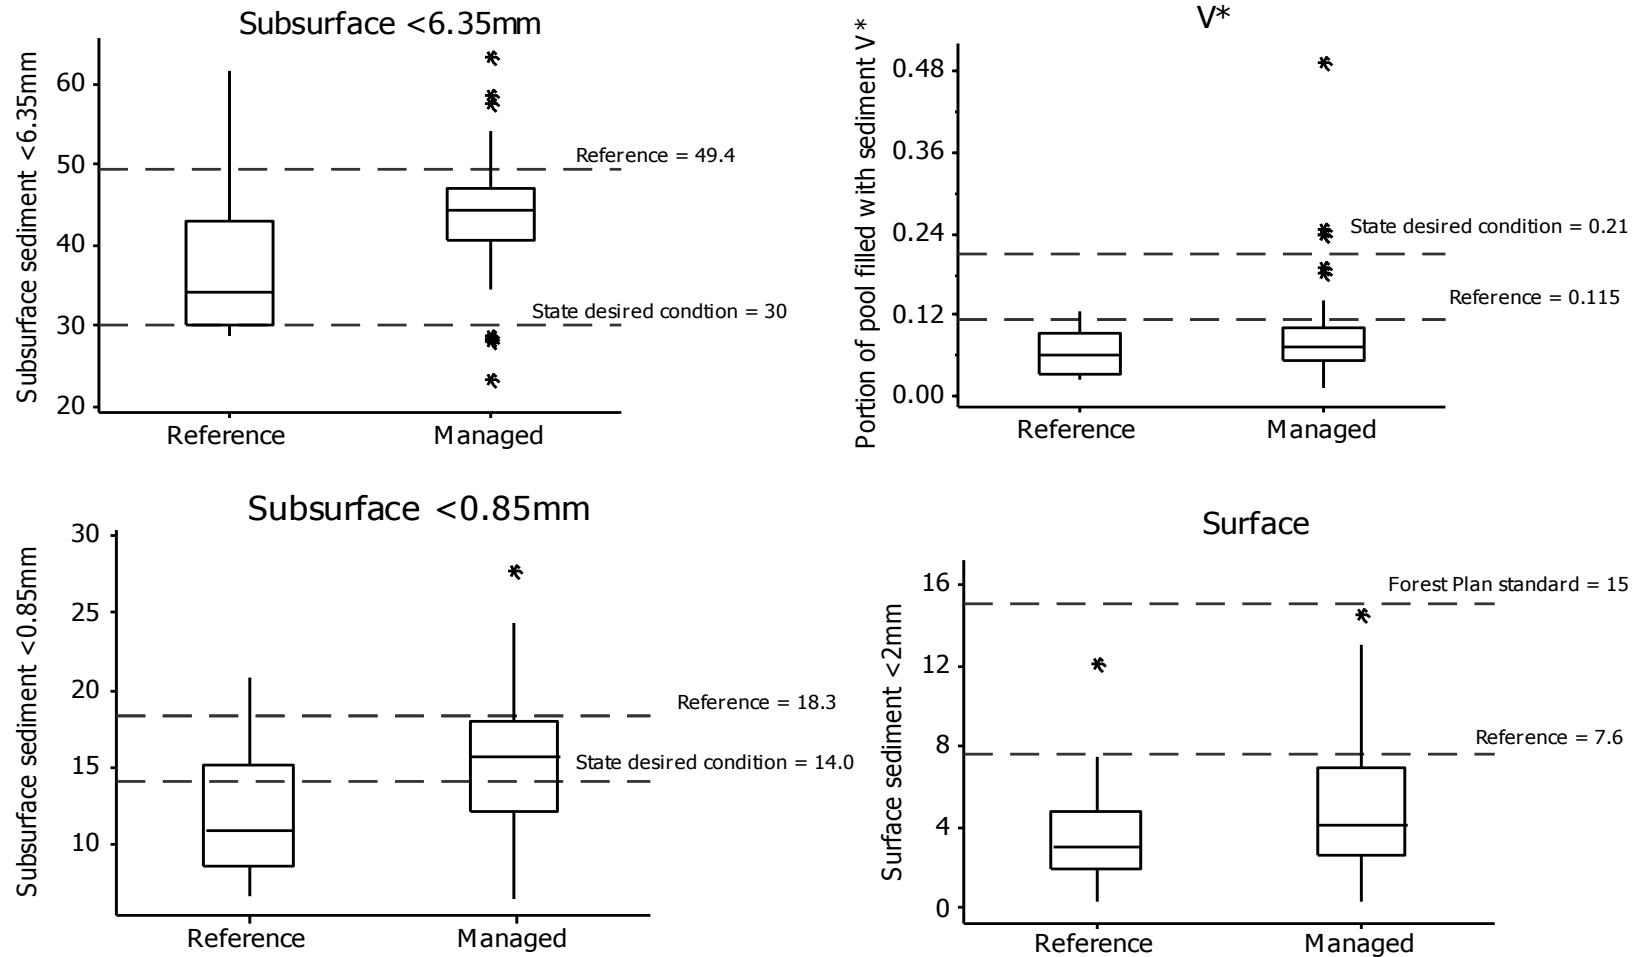 Subsurface <6.35mm
Subsurface sediment <6.35mm
60
50
40
30
20
Reference = 49.4
State desired condtion = 30
Reference
Managed
V*
Portion of pool filled with sediment V*
0.48
0.36
0.24
0.12
0.00
State desired condition = 0.21
Reference = 0.115
Reference
Managed
Subsurface <0.85mm
Subsurface sediment <0.85mm
30
25
20
15
10
Reference = 18.3
State desired condition = 14.0
Reference
Managed
Surface
Surface sediment <2mm
16
12
8
4
0
Forest Plan standard = 15
Reference = 7.6
Reference
Managed